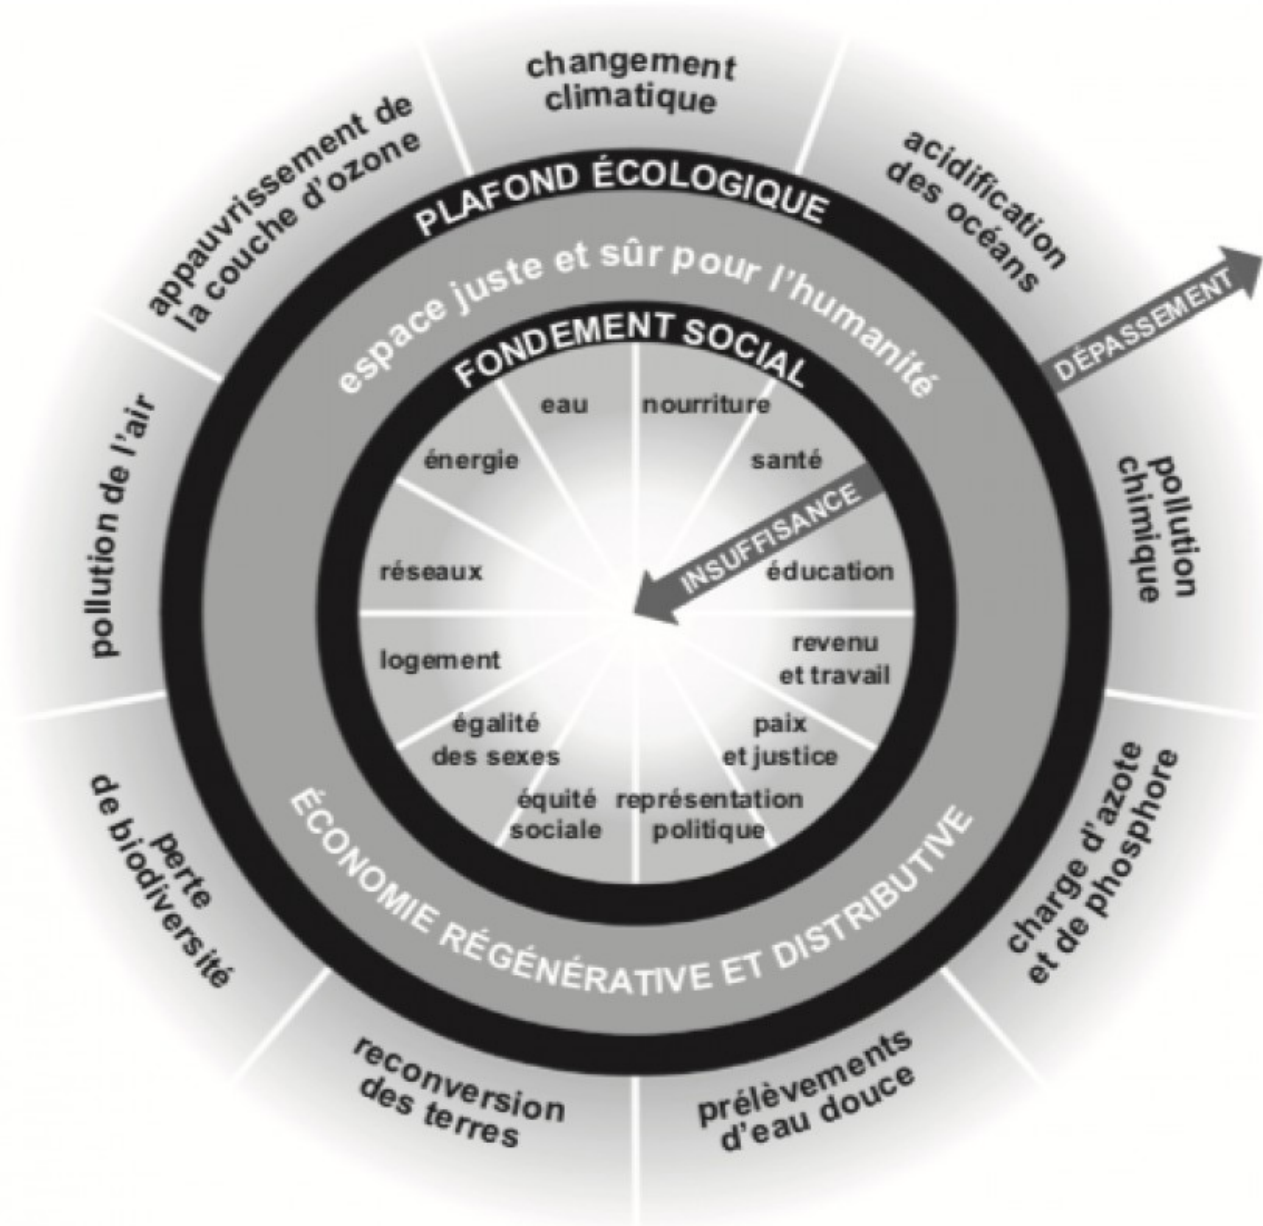 changement
climatique
acidification
des océans
DÉPASSEMENT
pollution
chimique
charge d'azote
et de phosphore
prélèvements
d'eau douce
reconversion
des terres
perte
de biodiversité
pollution de l'air
appauvrissement de
la couche d'ozone
PLAFOND ÉCOLOGIQUE
espace juste et sûr pour l'humanité
FONDEMENT SOCIAL
eau
nourriture
énergie
santé
INSUFFISANCE
réseaux
éducation
logement
revenu
et travail
égalité
des sexes
paix
et justice
équité
sociale
représentation
politique
ÉCONOMIE RÉGÉNÉRATIVE ET DISTRIBUTIVE